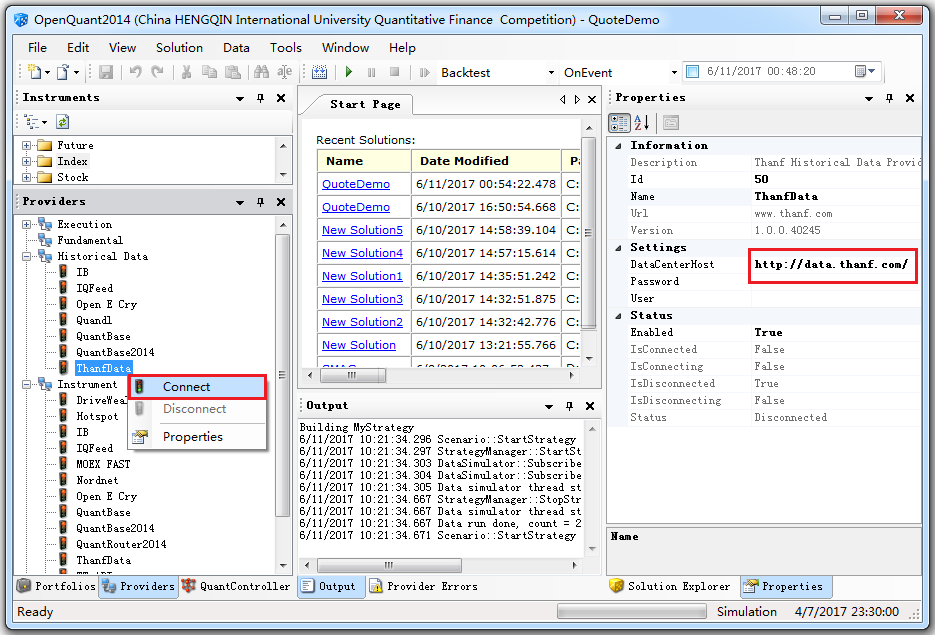 OpenQuant2014 (China HENGQIN International University Quantitative Finance Competition) - QuoteDemo
File Edit View Solution Data Tools Window Help
Backtest OnEvent 6/11/2017 00:48:20
Instruments
Future
Index
Stock
Providers
Execution
Fundamental
Historical Data
IB
IQFeed
Open E Cry
Quandl
QuantBase
QuantBase2014
ThanfData
Instrument
DriveWea
Hotspot
IB
IQFeed
MOEX FAST
Nordnet
Open E Cry
QuantBase
QuantBase2014
QuantRouter2014
ThanfData
Connect
Disconnect
Properties
Portfolios Providers QuantController
Start Page
Recent Solutions:
Name Date Modified Pa
QuoteDemo 6/11/2017 00:54:22.478 C:
QuoteDemo 6/10/2017 16:50:54.668 C:
New Solution5 6/10/2017 14:58:39.104 C:
New Solution4 6/10/2017 14:57:15.614 C:
New Solution1 6/10/2017 14:35:51.242 C:
New Solution3 6/10/2017 14:32:51.875 C:
New Solution2 6/10/2017 14:32:42.776 C:
New Solution 6/10/2017 13:21:55.766 C:
Output
Building MyStrategy
6/11/2017 10:21:34.296 Scenario::StartStrategy
6/11/2017 10:21:34.297 StrategyManager::StartSt
6/11/2017 10:21:34.303 DataSimulator::Subscribe
6/11/2017 10:21:34.304 DataSimulator::Subscribe
6/11/2017 10:21:34.305 Data simulator thread st
6/11/2017 10:21:34.667 StrategyManager::StopStr
6/11/2017 10:21:34.667 Data simulator thread st
6/11/2017 10:21:34.667 Data run done, count = 2
6/11/2017 10:21:34.671 Scenario::StartStrategy
Output Provider Errors
Properties
Information
Description Thanf Historical Data Provid
Id 50
Name ThanfData
Url www.thanf.com
Version 1.0.0.40245
Settings
DataCenterHost http://data.thanf.com/
Password
User
Status
Enabled True
IsConnected False
IsConnecting False
IsDisconnected True
IsDisconnecting False
Status Disconnected
Name
Solution Explorer Properties
Ready Simulation 4/7/2017 23:30:00